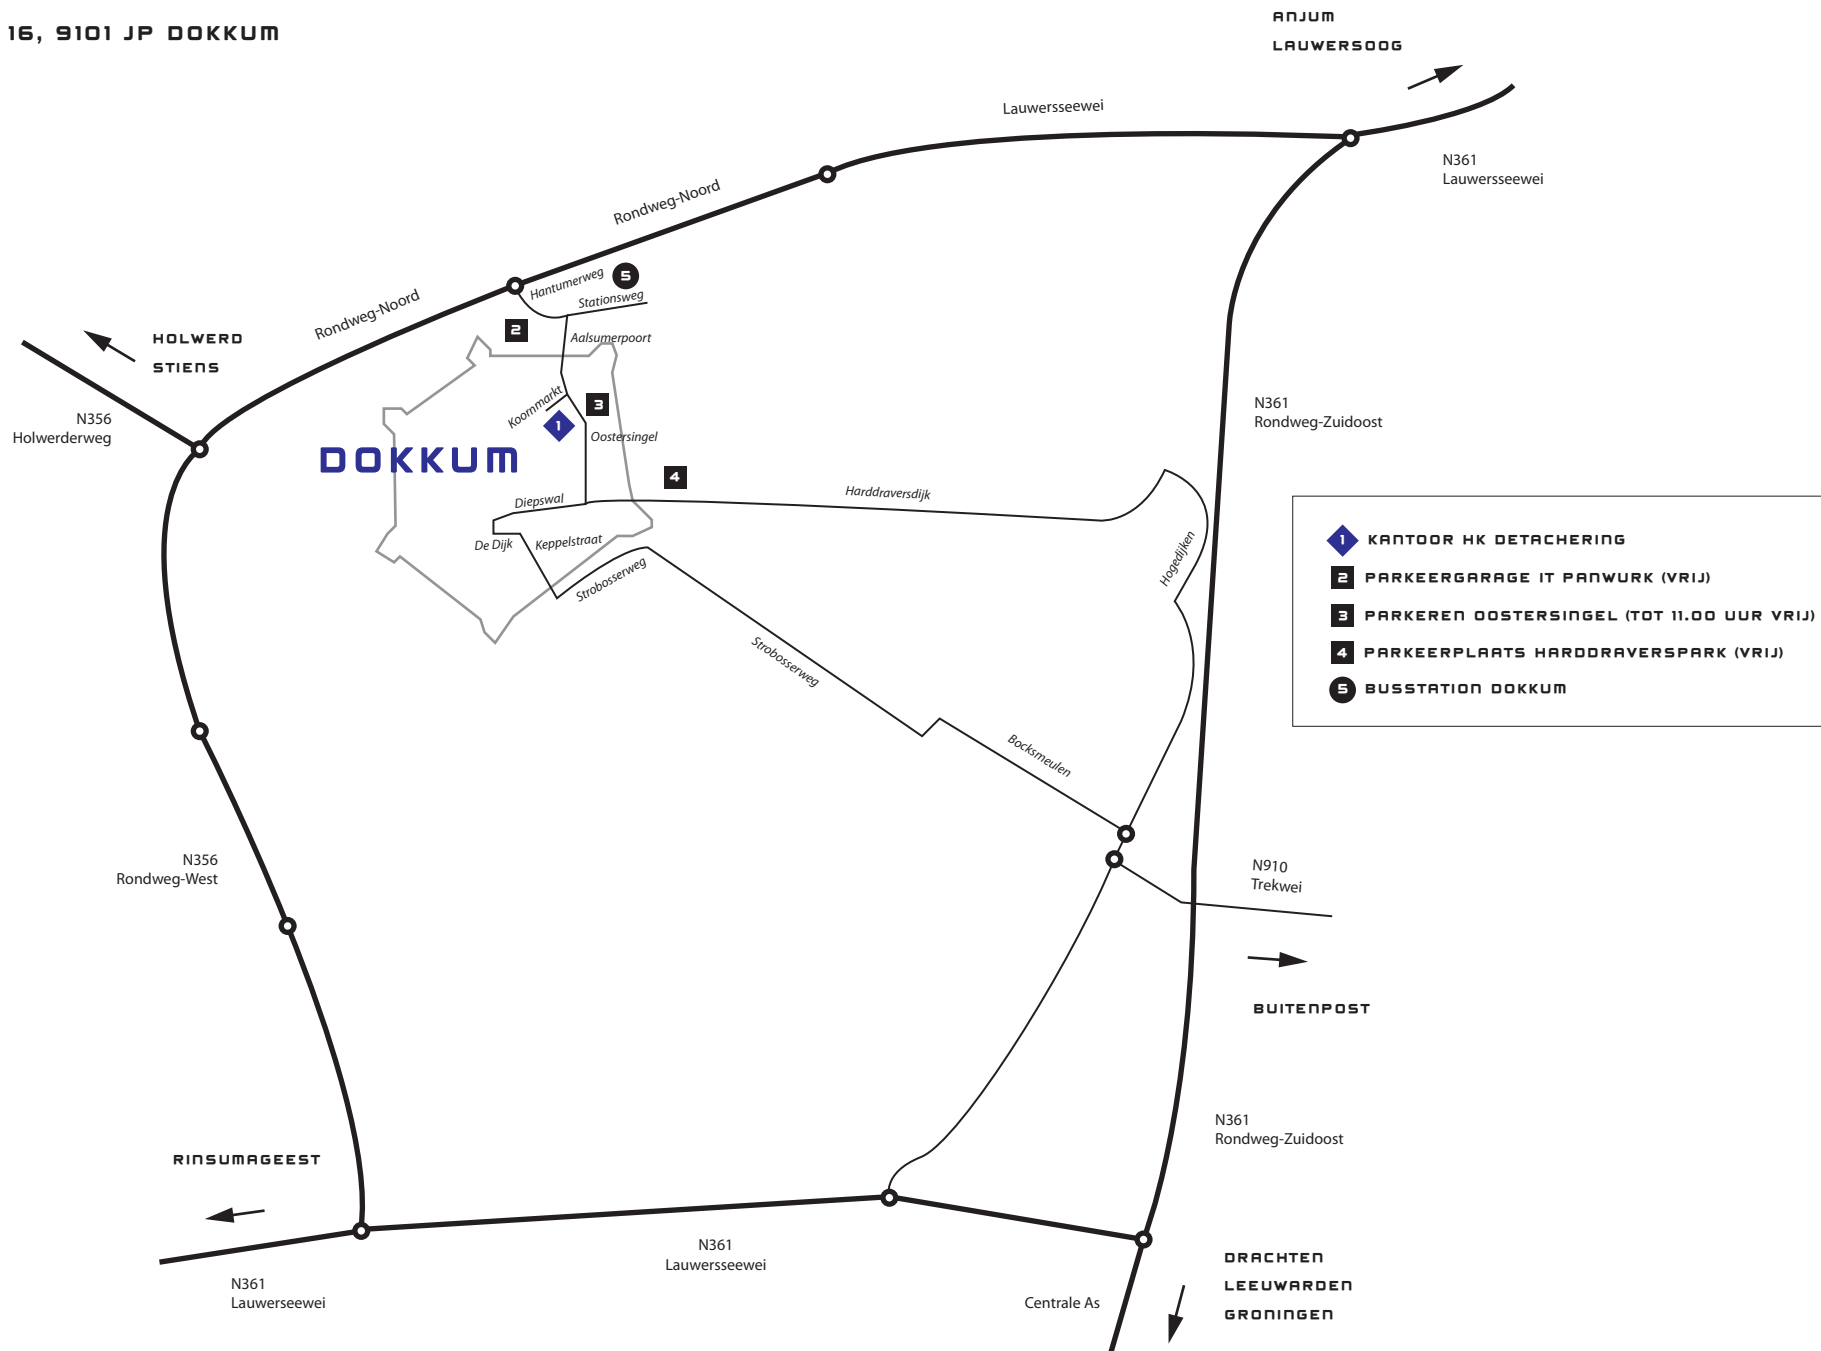 16, 9101 JP DOKKUM
ANJUM
LAUWERSOOG
Lauwersseewei
N361
Lauwersseewei
Rondweg-Noord
Hantumerweg
5
Stationsweg
Rondweg-Noord
2
Aalsumerpoort
HOLWERD
STIENS
N356
Holwerderweg
Koornmarkt
3
1
Oostersingel
N361
Rondweg-Zuidoost
DOKKUM
4
Diepswal
Harddraversdijk
De Dijk
Keppelstraat
Strobosserweg
Hogedijken
1 KANTOOR HK DETACHERING
2 PARKEERGARAGE IT PANWURK (VRIJ)
3 PARKEREN OOSTERSINGEL (TOT 11.00 UUR VRIJ)
4 PARKEERPLAATS HARDDRAVERSPARK (VRIJ)
5 BUSSTATION DOKKUM
Strobosserweg
Bocksmeulen
N356
Rondweg-West
N910
Trekwei
BUITENPOST
N361
Rondweg-Zuidoost
RINSUMAGEEST
N361
Lauwersseewei
N361
Lauwerseewei
Centrale As
DRACHTEN
LEEUWARDEN
GRONINGEN